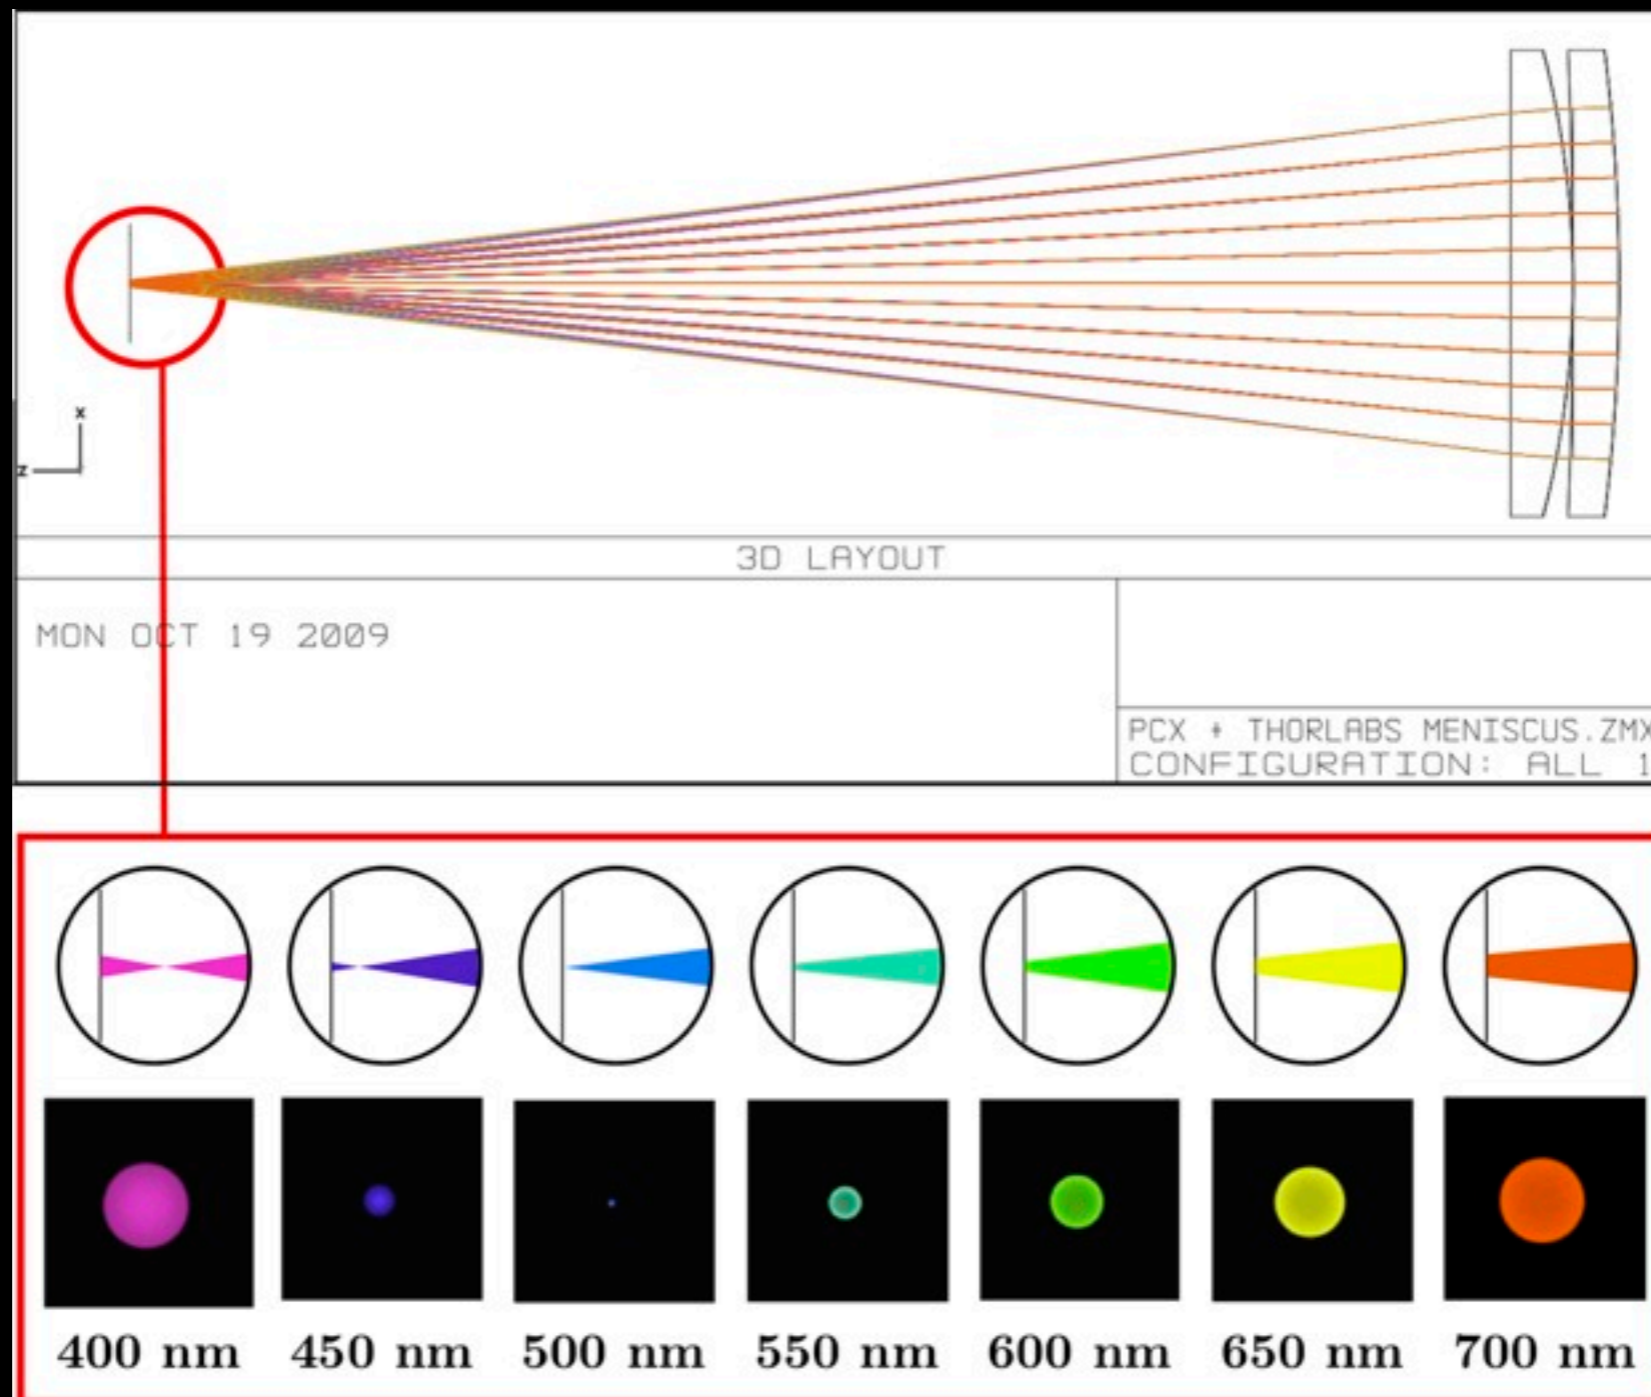 x
z
3D LAYOUT
MON OCT 19 2009
PCX + THORLABS MENISCUS.ZMX
CONFIGURATION: ALL 1
400 nm 450 nm 500 nm 550 nm 600 nm 650 nm 700 nm